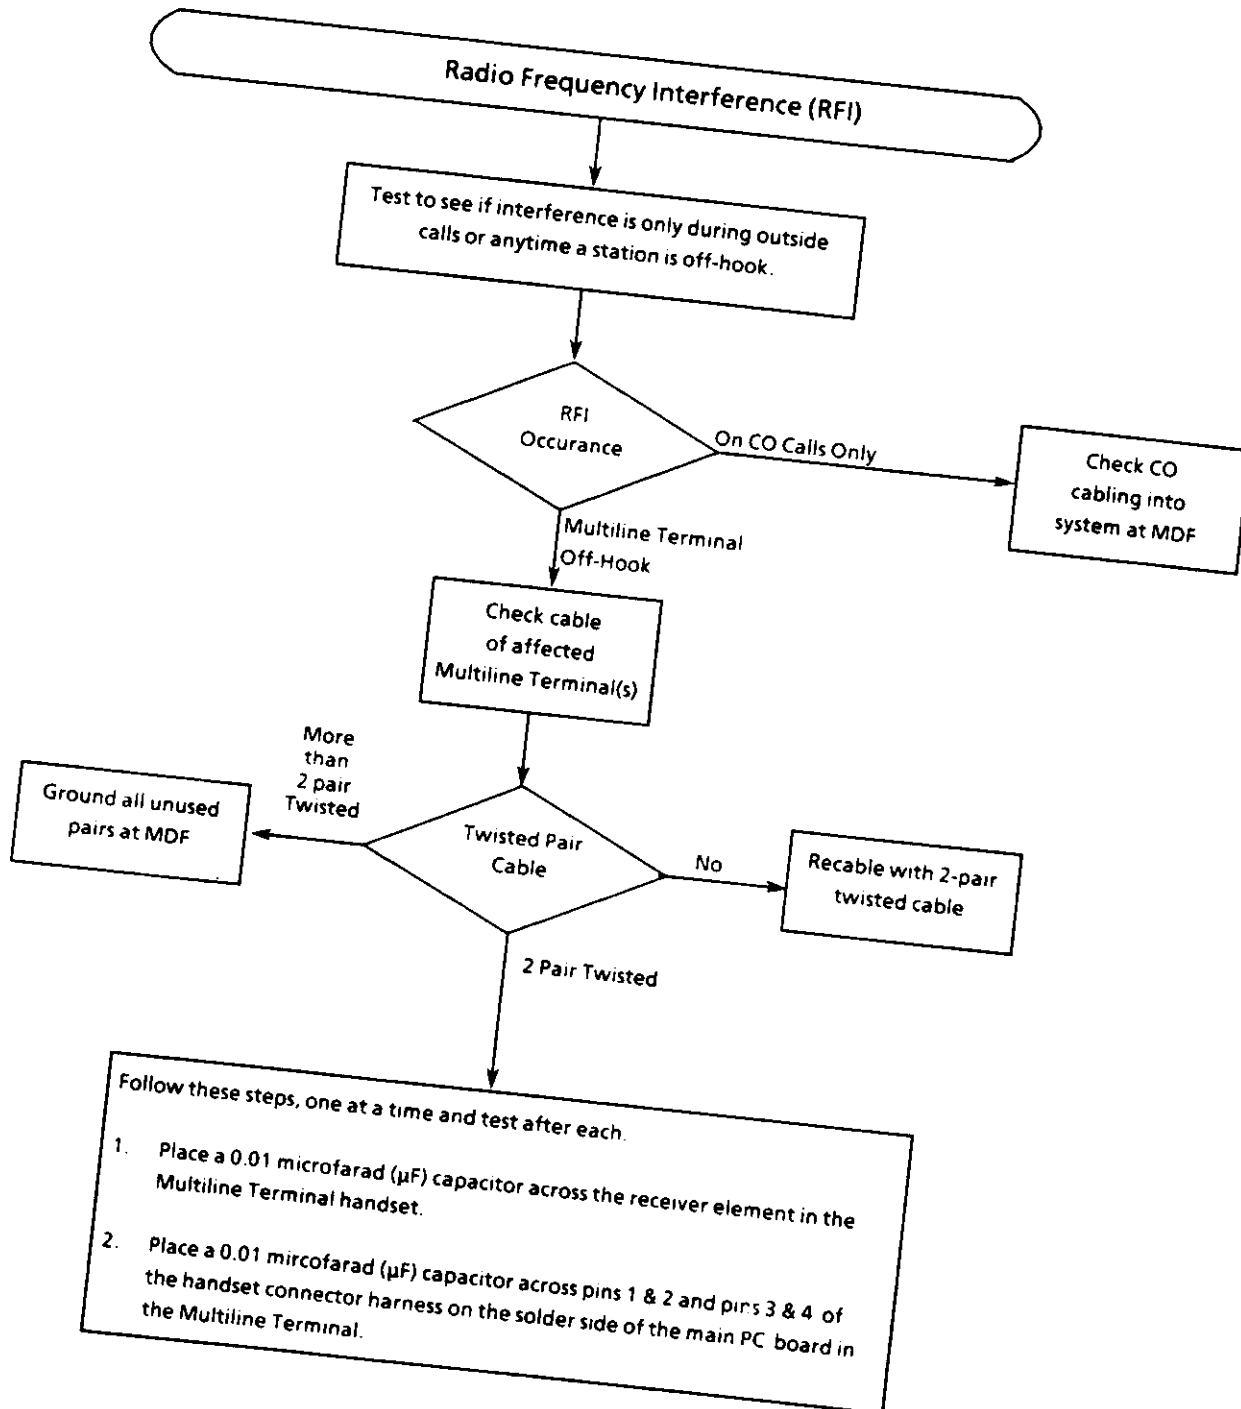 Radio Frequency Interference (RFI)
Test to see if interference is only during outside
calls or anytime a station is off-hook.
RFI
Occurance
On CO Calls Only
Check CO
cabling into
system at MDF
Multiline Terminal
Off-Hook
Check cable
of affected
Multiline Terminal(s)
More
than
2 pair
Twisted
Ground all unused
pairs at MDF
Twisted Pair
Cable
No
Recable with 2-pair
twisted cable
2 Pair Twisted
Follow these steps, one at a time and test after each.
1. Place a 0.01 microfarad (µF) capacitor across the receiver element in the
Multiline Terminal handset.
2. Place a 0.01 mircofarad (µF) capacitor across pins 1 & 2 and pins 3 & 4 of
the handset connector harness on the solder side of the main PC board in
the Multiline Terminal.